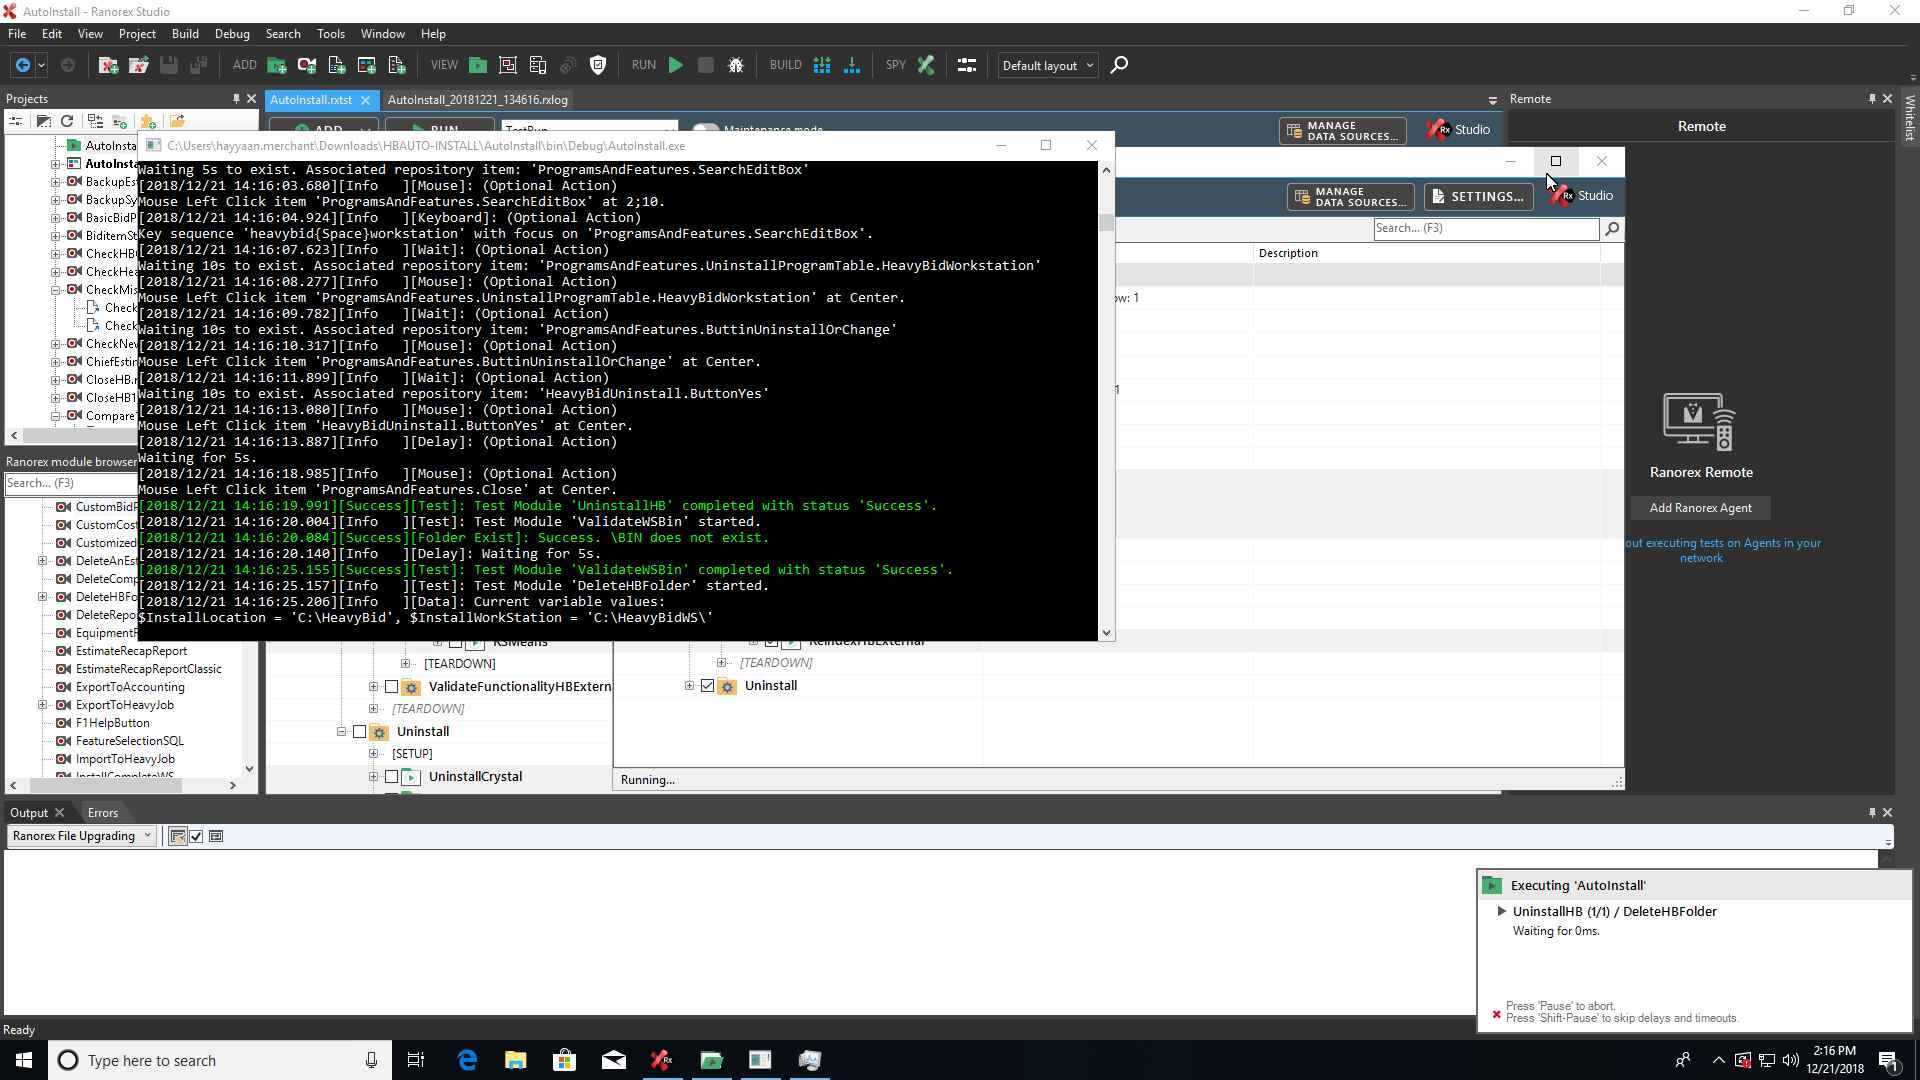 AutoInstall - Ranorex Studio
File Edit View Project Build Debug Search Tools Window Help
ADD VIEW RUN BUILD SPY Default layout
Projects
AutoInstall.rxtst AutoInstall_20181221_134616.rxlog
Remote
Whitelist
ADD RUN TestRun Maintenance mode
MANAGE DATA SOURCES...
Rx Studio
Remote
AutoInsta
AutoInsta
BackupEst
BackupSy
BasicBidP
BiditemSt
CheckHB
CheckHea
CheckMis
Check
Check
CheckNev
ChiefEstin
CloseHB.r
CloseHB1
Compare
C:\Users\hayyaan.merchant\Downloads\HBAUTO-INSTALL\AutoInstall\bin\Debug\AutoInstall.exe
Waiting 5s to exist. Associated repository item: 'ProgramsAndFeatures.SearchEditBox'
[2018/12/21 14:16:03.680][Info   ][Mouse]: (Optional Action)
Mouse Left Click item 'ProgramsAndFeatures.SearchEditBox' at 2;10.
[2018/12/21 14:16:04.924][Info   ][Keyboard]: (Optional Action)
Key sequence 'heavybid{Space}workstation' with focus on 'ProgramsAndFeatures.SearchEditBox'.
[2018/12/21 14:16:07.623][Info   ][Wait]: (Optional Action)
Waiting 10s to exist. Associated repository item: 'ProgramsAndFeatures.UninstallProgramTable.HeavyBidWorkstation'
[2018/12/21 14:16:08.277][Info   ][Mouse]: (Optional Action)
Mouse Left Click item 'ProgramsAndFeatures.UninstallProgramTable.HeavyBidWorkstation' at Center.
[2018/12/21 14:16:09.782][Info   ][Wait]: (Optional Action)
Waiting 10s to exist. Associated repository item: 'ProgramsAndFeatures.ButtinUninstallOrChange'
[2018/12/21 14:16:10.317][Info   ][Mouse]: (Optional Action)
Mouse Left Click item 'ProgramsAndFeatures.ButtinUninstallOrChange' at Center.
[2018/12/21 14:16:11.899][Info   ][Wait]: (Optional Action)
Waiting 10s to exist. Associated repository item: 'HeavyBidUninstall.ButtonYes'
[2018/12/21 14:16:13.080][Info   ][Mouse]: (Optional Action)
Mouse Left Click item 'HeavyBidUninstall.ButtonYes' at Center.
[2018/12/21 14:16:13.887][Info   ][Delay]: (Optional Action)
Waiting for 5s.
[2018/12/21 14:16:18.985][Info   ][Mouse]: (Optional Action)
Mouse Left Click item 'ProgramsAndFeatures.Close' at Center.
[2018/12/21 14:16:19.991][Success][Test]: Test Module 'UninstallHB' completed with status 'Success'.
[2018/12/21 14:16:20.004][Info   ][Test]: Test Module 'ValidateWSBin' started.
[2018/12/21 14:16:20.084][Success][Folder Exist]: Success. \BIN does not exist.
[2018/12/21 14:16:20.140][Info   ][Delay]: Waiting for 5s.
[2018/12/21 14:16:25.155][Success][Test]: Test Module 'ValidateWSBin' completed with status 'Success'.
[2018/12/21 14:16:25.157][Info   ][Test]: Test Module 'DeleteHBFolder' started.
[2018/12/21 14:16:25.206][Info   ][Data]: Current variable values:
$InstallLocation = 'C:\HeavyBid', $InstallWorkStation = 'C:\HeavyBidWS\'
MANAGE DATA SOURCES... SETTINGS... Rx Studio
Search... (F3)
Description
ow: 1
1
Ranorex Remote
Add Ranorex Agent
out executing tests on Agents in your
network
Ranorex module browser
Search... (F3)
CustomBidF
CustomCost
Customized
DeleteAnEst
DeleteComp
DeleteHBFo
DeleteRepo
EquipmentF
EstimateRecapReport
EstimateRecapReportClassic
ExportToAccounting
ExportToHeavyJob
F1HelpButton
FeatureSelectionSQL
ImportToHeavyJob
InstallCompleteWS
RSMeans
[TEARDOWN]
ValidateFunctionalityHBExtern
[TEARDOWN]
Uninstall
[SETUP]
UninstallCrystal
ReindexHBExternal
[TEARDOWN]
Uninstall
Running...
Output Errors
Ranorex File Upgrading
Executing 'AutoInstall'
UninstallHB (1/1) / DeleteHBFolder
Waiting for 0ms.
Press 'Pause' to abort.
Press 'Shift-Pause' to skip delays and timeouts.
Ready
Type here to search
2:16 PM
12/21/2018
1